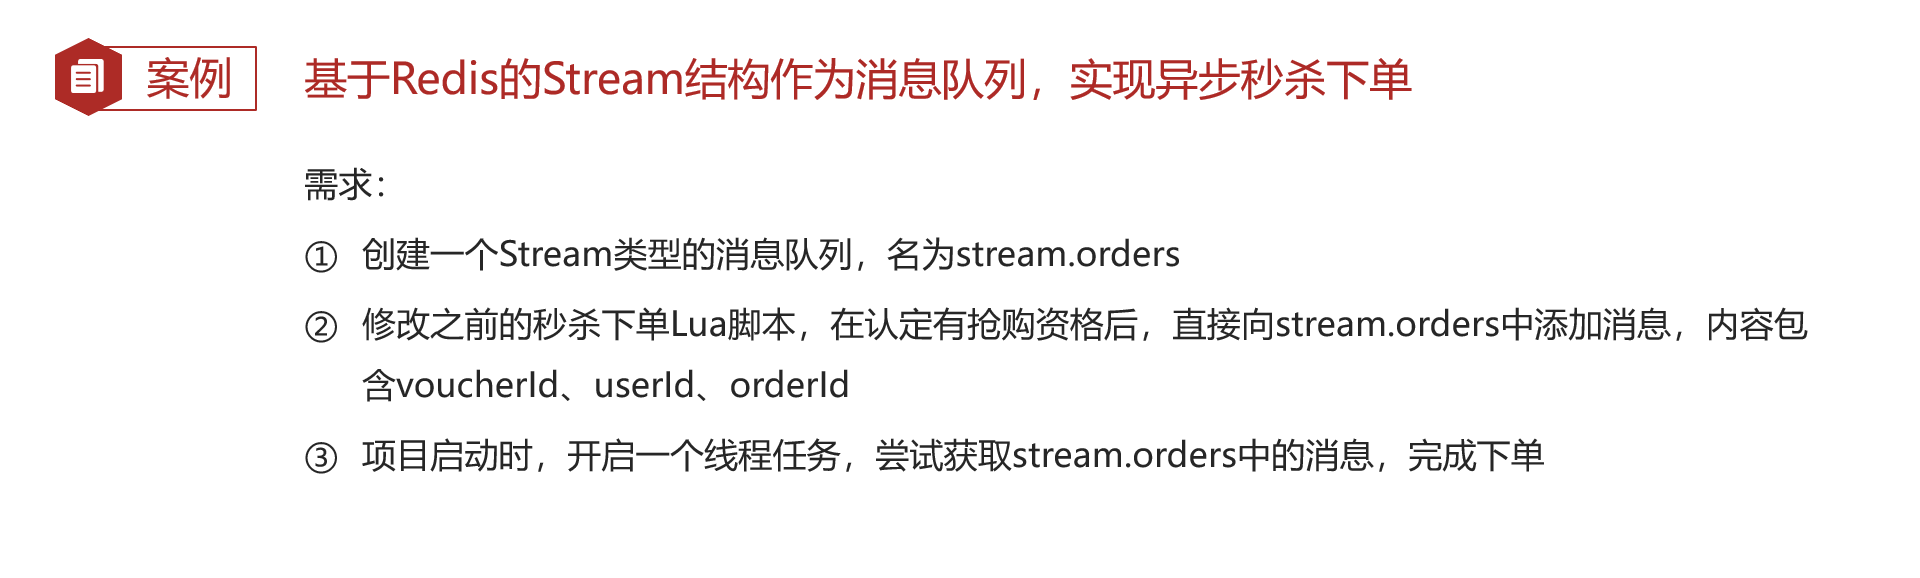 案例
基于Redis的Stream结构作为消息队列，实现异步秒杀下单
需求：
① 创建一个Stream类型的消息队列，名为stream.orders
② 修改之前的秒杀下单Lua脚本，在认定有抢购资格后，直接向stream.orders中添加消息，内容包
含voucherId、userId、orderId
③ 项目启动时，开启一个线程任务，尝试获取stream.orders中的消息，完成下单